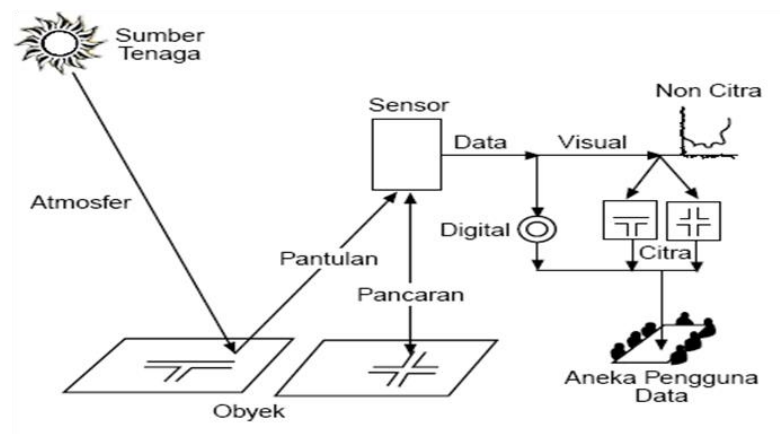 Sumber
Tenaga
Sensor
Non Citra
Data
Visual
Atmosfer
Digital
Pantulan
Citra
Pancaran
Obyek
Aneka Pengguna
Data